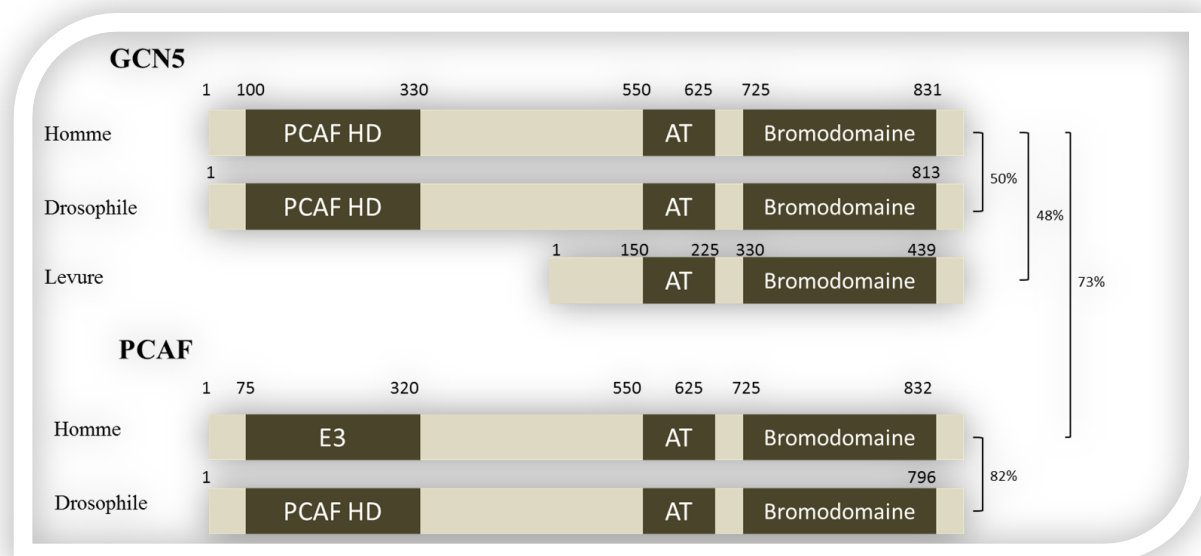 GCN5
1 100 330 550 625 725 831
Homme PCAF HD AT Bromodomaine
1 813
50%
Drosophile PCAF HD AT Bromodomaine
48%
1 150 225 330 439
Levure AT Bromodomaine
73%
PCAF
1 75 320 550 625 725 832
Homme E3 AT Bromodomaine
1 796
82%
Drosophile PCAF HD AT Bromodomaine